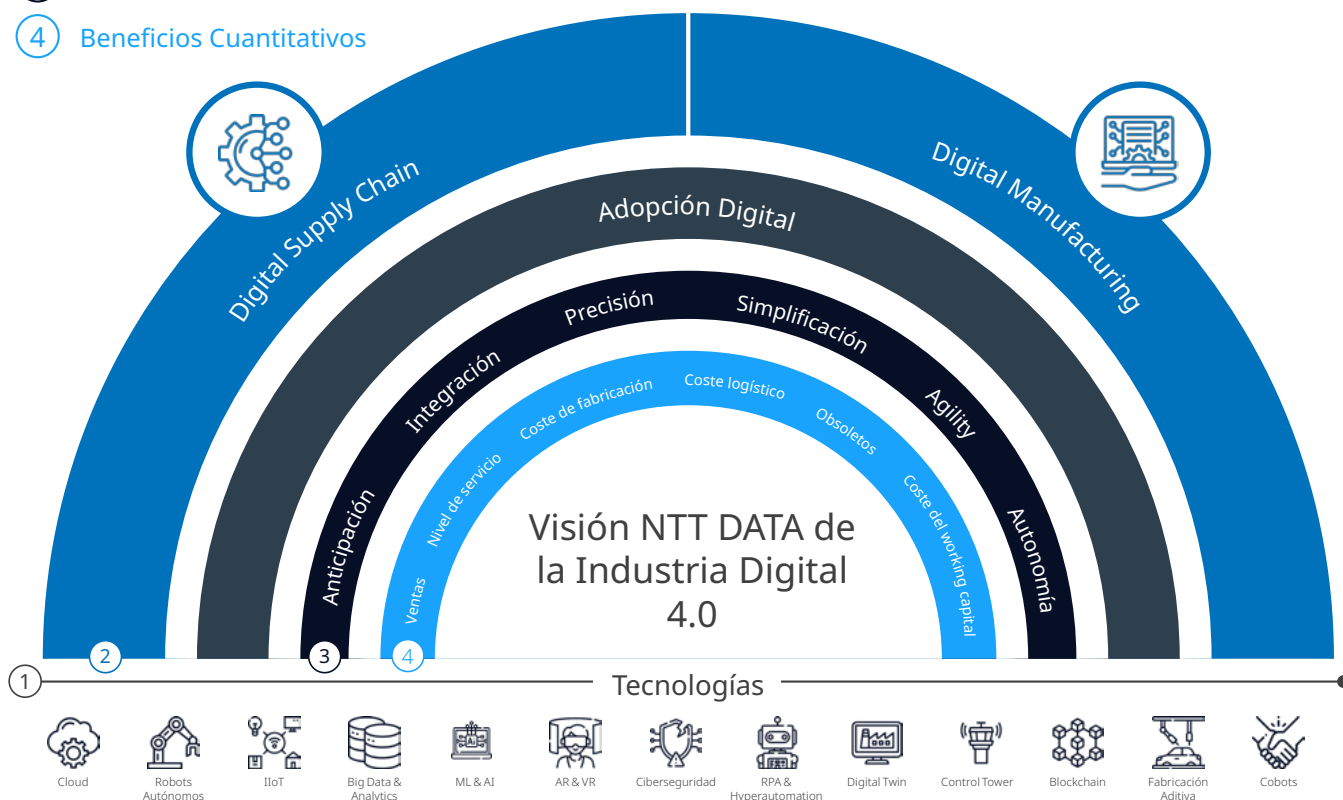 4 Beneficios Cuantitativos
Digital Supply Chain
Digital Manufacturing
Adopción Digital
Anticipación
Integración
Precisión
Simplificación
Agility
Autonomía
Ventas
Nivel de servicio
Coste de fabricación
Coste logístico
Obsoletos
Coste del working capital
Visión NTT DATA de
la Industria Digital
4.0
2
3
4
1
Tecnologías
Cloud
Robots
Autónomos
IIoT
Big Data &
Analytics
ML & AI
AR & VR
Ciberseguridad
RPA &
Hyperautomation
Digital Twin
Control Tower
Blockchain
Fabricación
Aditiva
Cobots